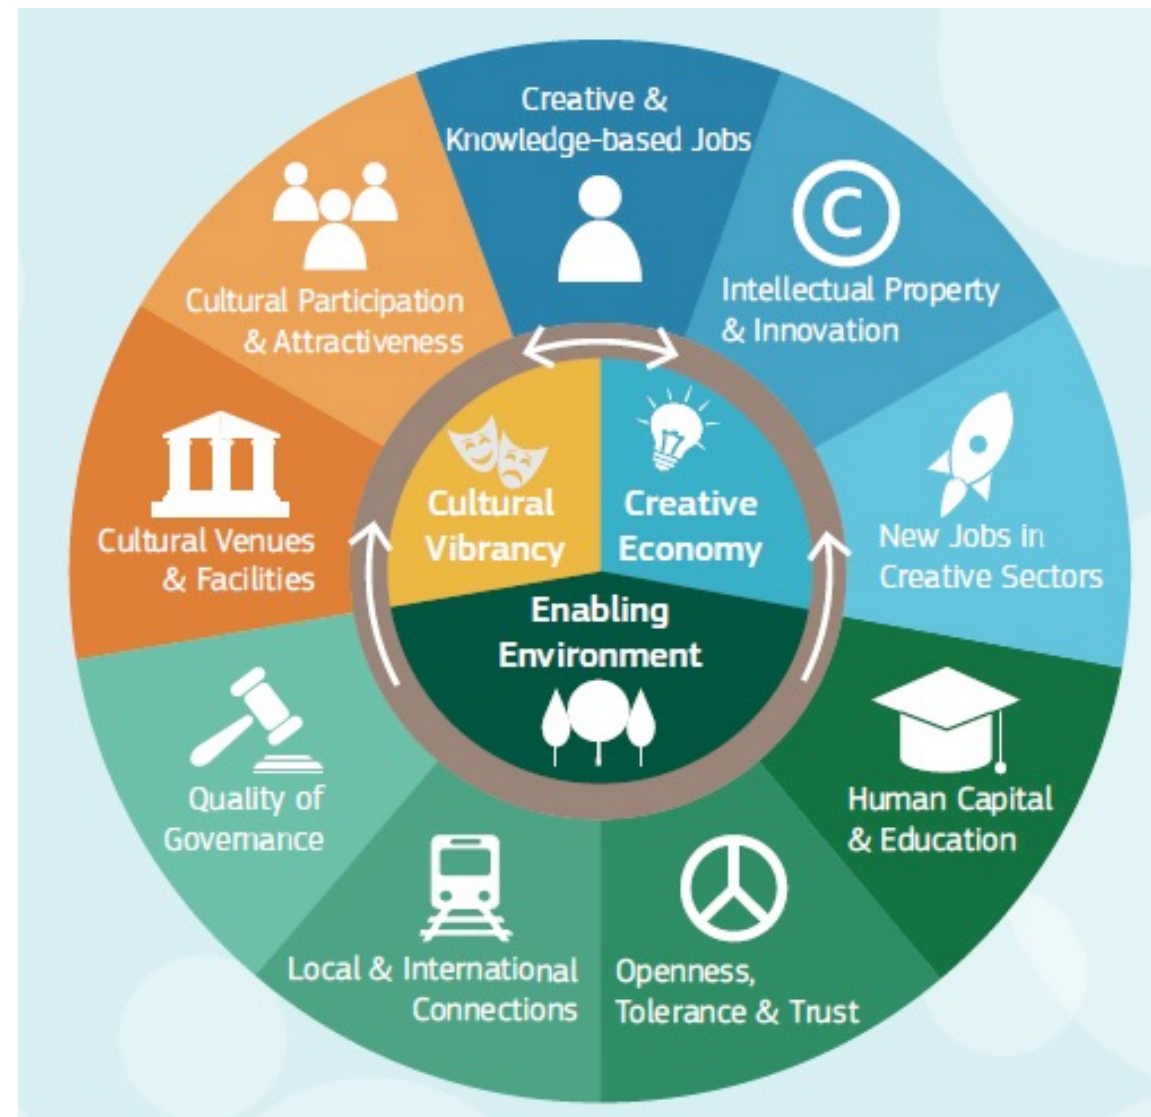 Creative &
Knowledge-based Jobs
©
Intellectual Property
& Innovation
New Jobs in
Creative Sectors
Human Capital
& Education
Openness,
Tolerance & Trust
Local & International
Connections
Quality of
Governance
Cultural Venues
& Facilities
Cultural Participation
& Attractiveness
Cultural
Vibrancy
Creative
Economy
Enabling
Environment